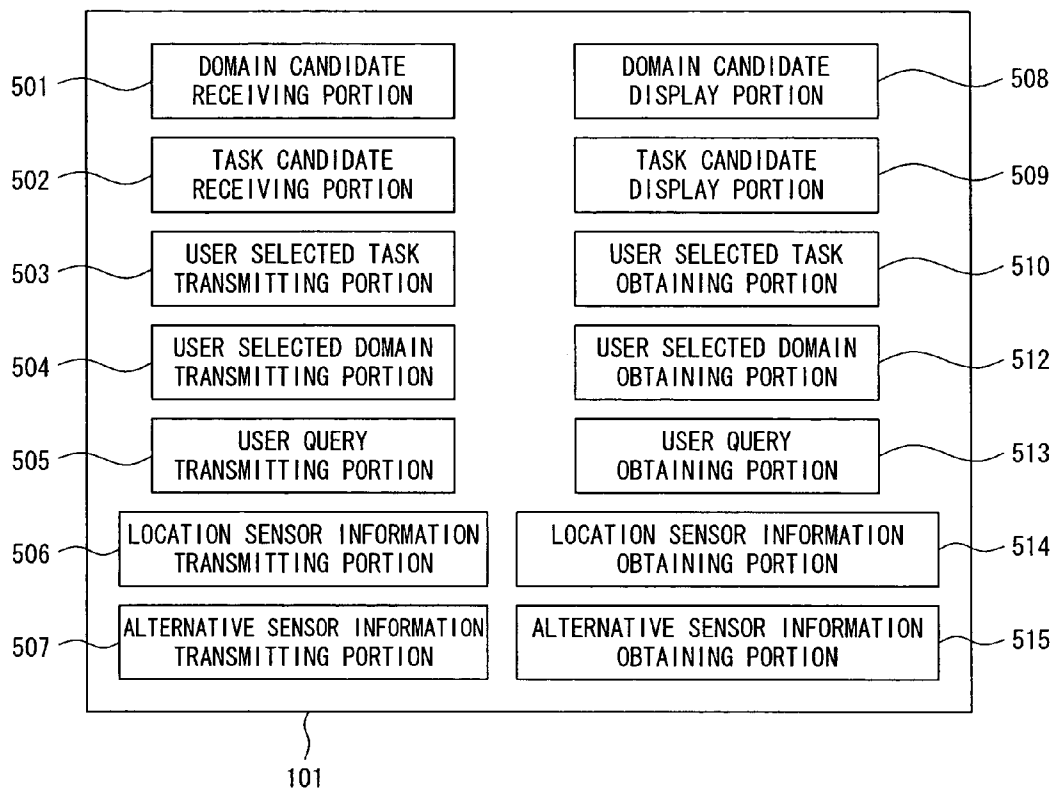 501
DOMAIN CANDIDATE
RECEIVING PORTION
DOMAIN CANDIDATE
DISPLAY PORTION
508
502
TASK CANDIDATE
RECEIVING PORTION
TASK CANDIDATE
DISPLAY PORTION
509
503
USER SELECTED TASK
TRANSMITTING PORTION
USER SELECTED TASK
OBTAINING PORTION
510
504
USER SELECTED DOMAIN
TRANSMITTING PORTION
USER SELECTED DOMAIN
OBTAINING PORTION
512
505
USER QUERY
TRANSMITTING PORTION
USER QUERY
OBTAINING PORTION
513
506
LOCATION SENSOR INFORMATION
TRANSMITTING PORTION
LOCATION SENSOR INFORMATION
OBTAINING PORTION
514
507
ALTERNATIVE SENSOR INFORMATION
TRANSMITTING PORTION
ALTERNATIVE SENSOR INFORMATION
OBTAINING PORTION
515
101